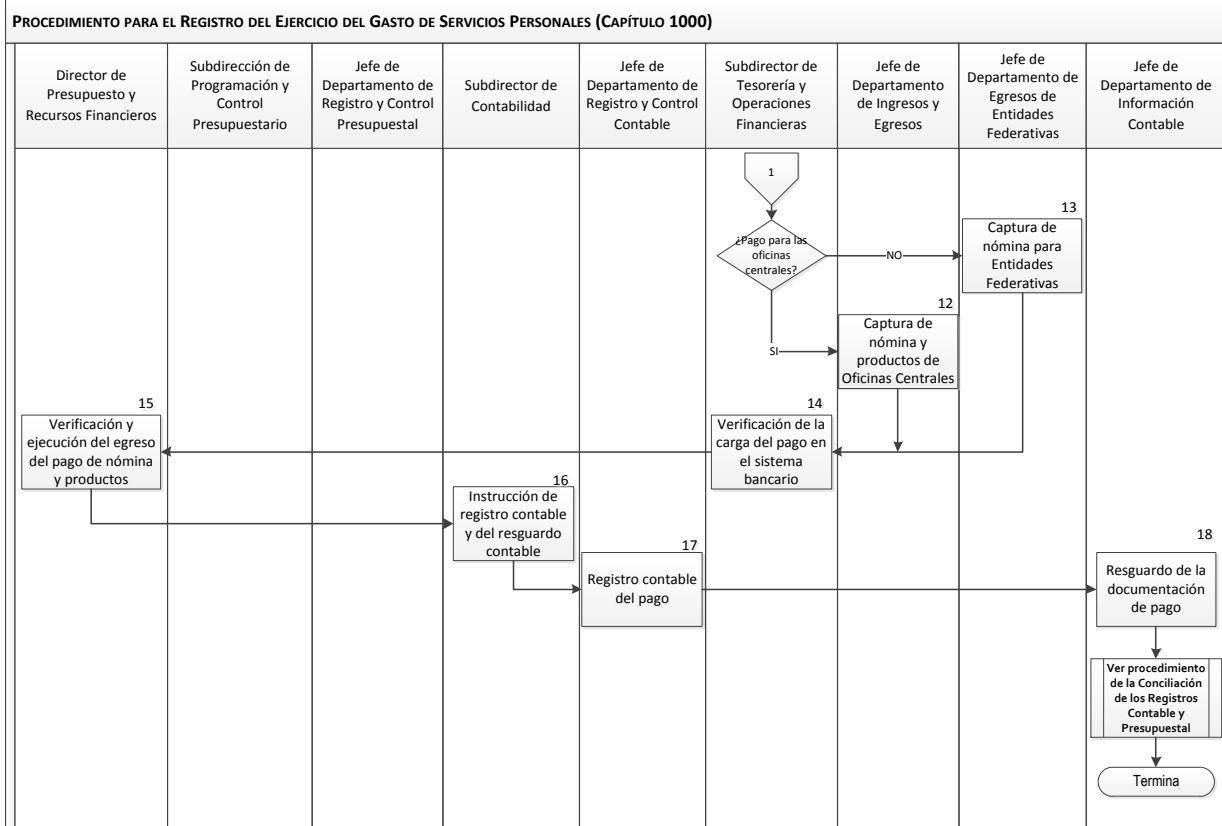 PROCEDIMIENTO PARA EL REGISTRO DEL EJERCICIO DEL GASTO DE SERVICIOS PERSONALES (CAPÍTULO 1000)
Director de
Presupuesto y
Recursos Financieros
Subdirección de
Programación y
Control
Presupuestario
Jefe de
Departamento de
Registro y Control
Presupuestal
Subdirector de
Contabilidad
Jefe de
Departamento de
Registro y Control
Contable
Subdirector de
Tesorería y
Operaciones
Financieras
Jefe de
Departamento
de Ingresos y
Egresos
Jefe de
Departamento de
Egresos de
Entidades
Federativas
Jefe de
Departamento de
Información
Contable
1
¿Pago para las
oficinas
centrales?
NO
13
Captura de
nómina para
Entidades
Federativas
SI
12
Captura de
nómina y
productos de
Oficinas Centrales
14
Verificación de la
carga del pago en
el sistema
bancario
15
Verificación y
ejecución del egreso
del pago de nómina
y productos
16
Instrucción de
registro contable
y del resguardo
contable
17
Registro contable
del pago
18
Resguardo de la
documentación
de pago
Ver procedimiento
de la Conciliación
de los Registros
Contable y
Presupuestal
Termina